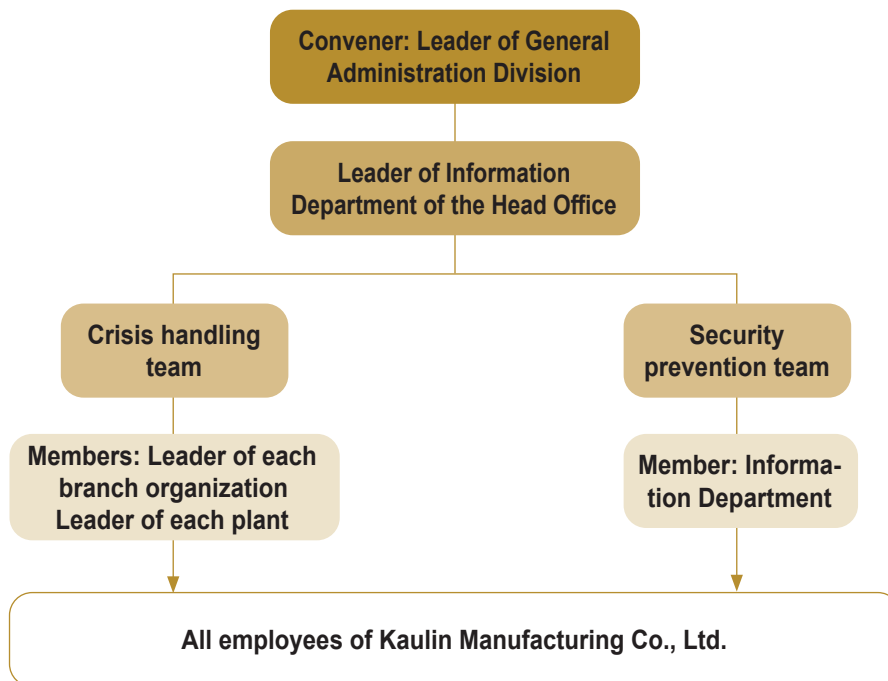 Convener: Leader of General
Administration Division
Leader of Information
Department of the Head Office
Crisis handling
team
Security
prevention team
Members: Leader of each
branch organization
Leader of each plant
Member: Informa-
tion Department
All employees of Kaulin Manufacturing Co., Ltd.